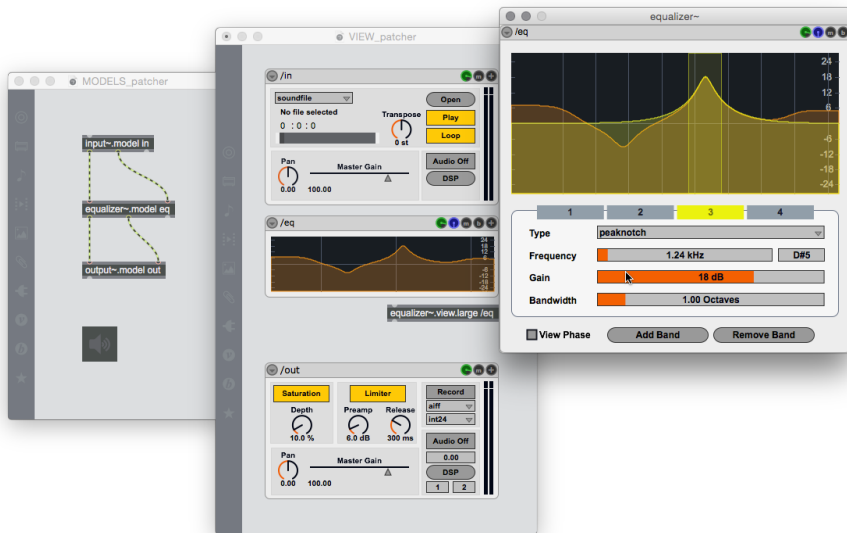 MODELS_patcher
input~.model in
equalizer~.model eq
output~.model out
VIEW_patcher
/in
m
soundfile
No file selected
0 : 0 : 0
Transpose
0 st
Open
Play
Loop
Pan
0.00
Master Gain
100.00
Audio Off
DSP
/eq
f m b
24
18
12
6
-6
-12
-18
-24
equalizer~.view.large /eq
/out
m
Saturation
Limiter
Depth
10.0 %
Preamp
6.0 dB
Release
300 ms
Record
aiff
int24
Pan
0.00
Master Gain
100.00
Audio Off
0.00
DSP
1 2
equalizer~
/eq
f m b
24
18
12
6
-6
-12
-18
-24
1 2 3 4
Type peaknotch
Frequency 1.24 kHz D#5
Gain 18 dB
Bandwidth 1.00 Octaves
View Phase Add Band Remove Band